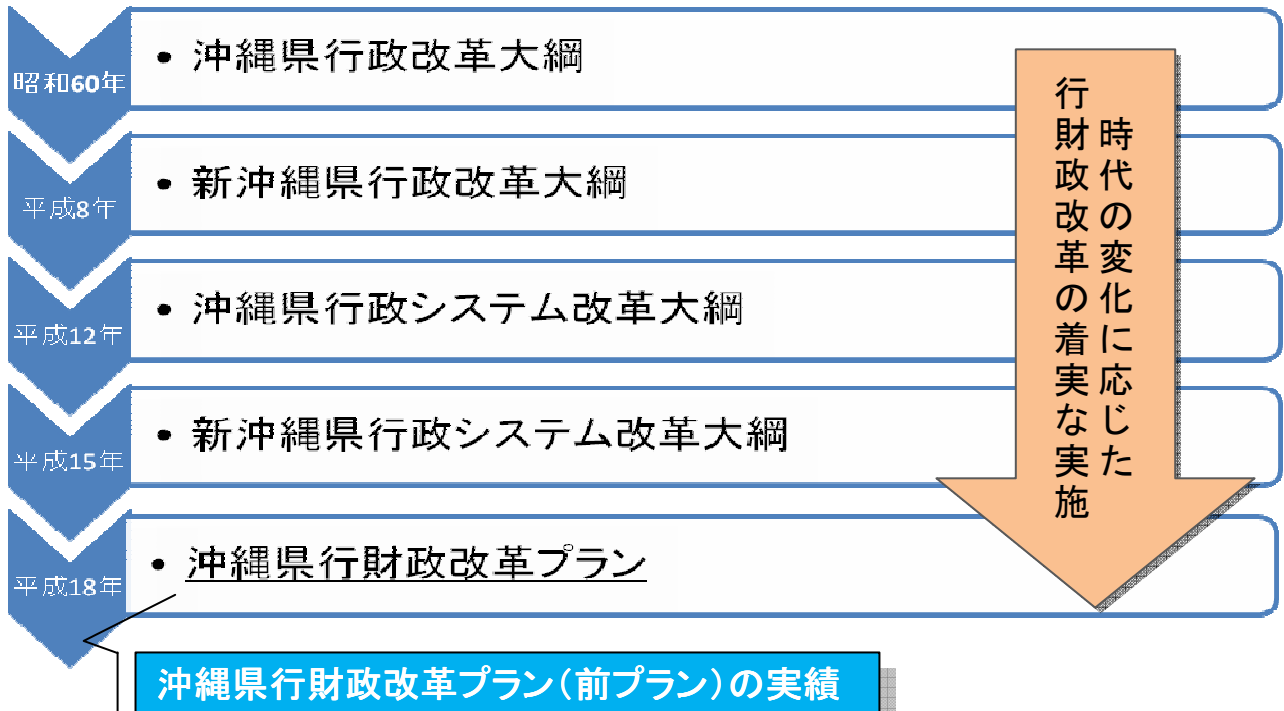 昭和60年
• 沖縄県行政改革大綱
平成8年
• 新沖縄県行政改革大綱
平成12年
• 沖縄県行政システム改革大綱
平成15年
• 新沖縄県行政システム改革大綱
平成18年
• 沖縄県行財政改革プラン
時代の変化に応じた
行財政改革の着実な実施
沖縄県行財政改革プラン(前プラン)の実績